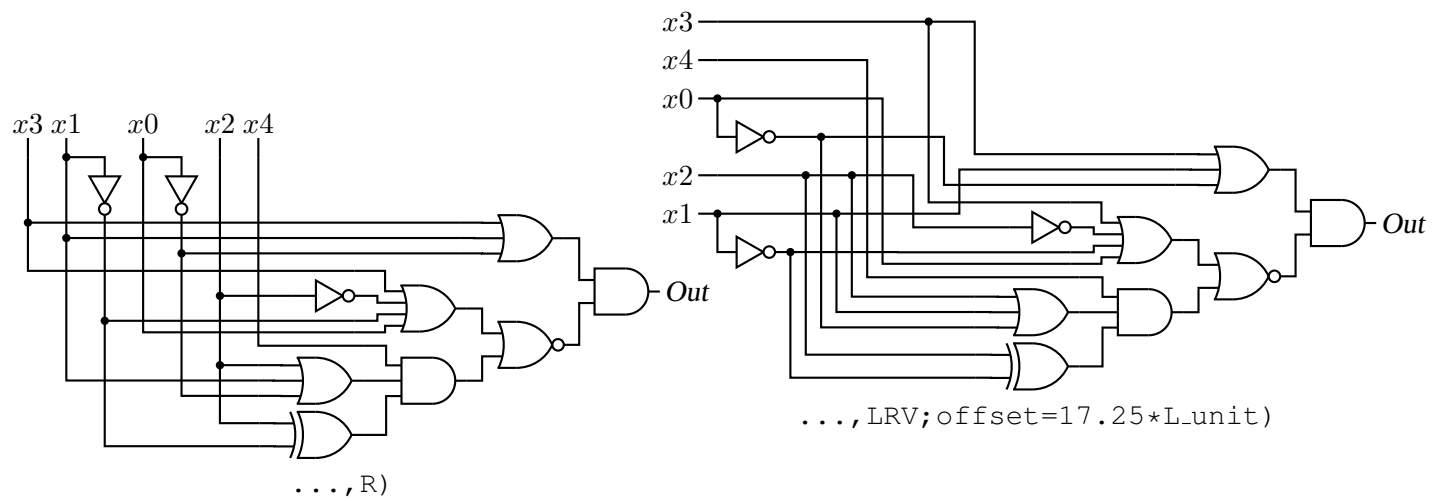 x3 x1 x0 x2 x4
Out
...,R)
x3
x4
x0
x2
x1
Out
...,LRV;offset=17.25*L_unit)